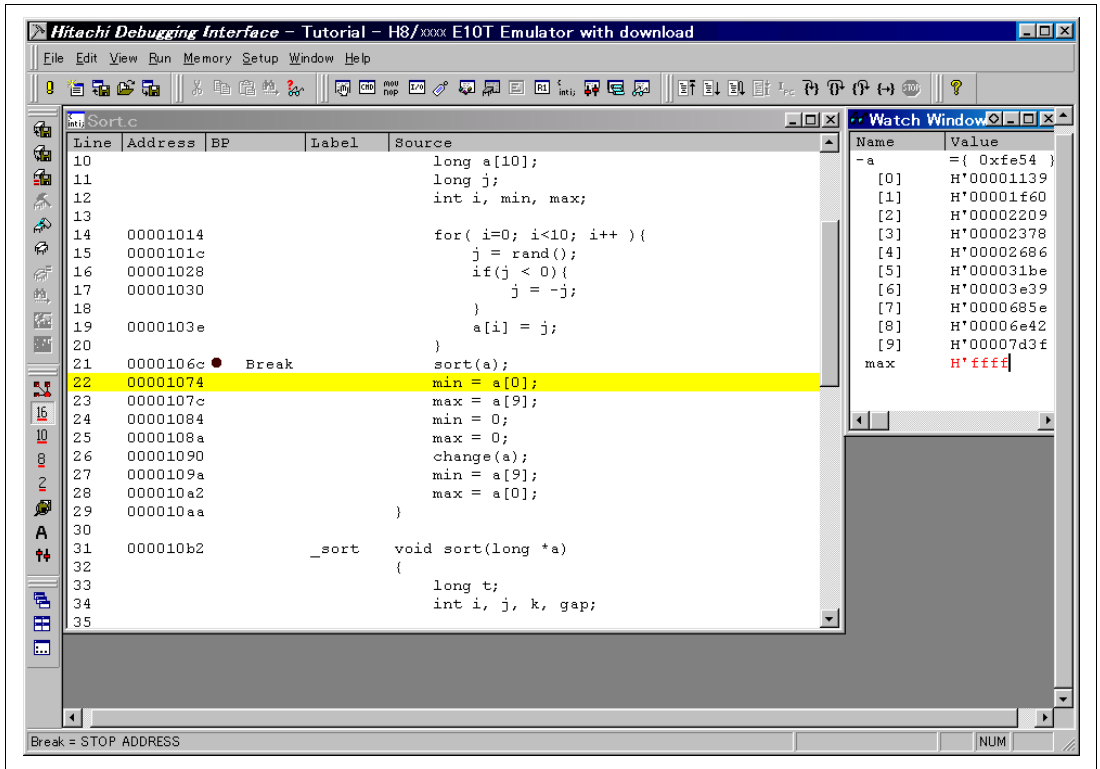 Hitachi Debugging Interface – Tutorial – H8/xxxx E10T Emulator with download
File Edit View Run Memory Setup Window Help
Sort.c
Line Address BP Label Source
10 long a[10];
11 long j;
12 int i, min, max;
13
14 00001014 for( i=0; i<10; i++ ){
15 0000101c j = rand();
16 00001028 if(j < 0){
17 00001030 j = -j;
18 }
19 0000103e a[i] = j;
20 }
21 0000106c Break sort(a);
22 00001074 min = a[0];
23 0000107c max = a[9];
24 00001084 min = 0;
25 0000108a max = 0;
26 00001090 change(a);
27 0000109a min = a[9];
28 000010a2 max = a[0];
29 000010aa }
30
31 000010b2 _sort void sort(long *a)
32 {
33 long t;
34 int i, j, k, gap;
35
Watch Window
Name Value
-a ={ 0xfe54 }
[0] H'00001139
[1] H'00001f60
[2] H'00002209
[3] H'00002378
[4] H'00002686
[5] H'000031be
[6] H'00003e39
[7] H'0000685e
[8] H'00006e42
[9] H'00007d3f
max H'ffff
16
10
8
2
A
Break = STOP ADDRESS
NUM